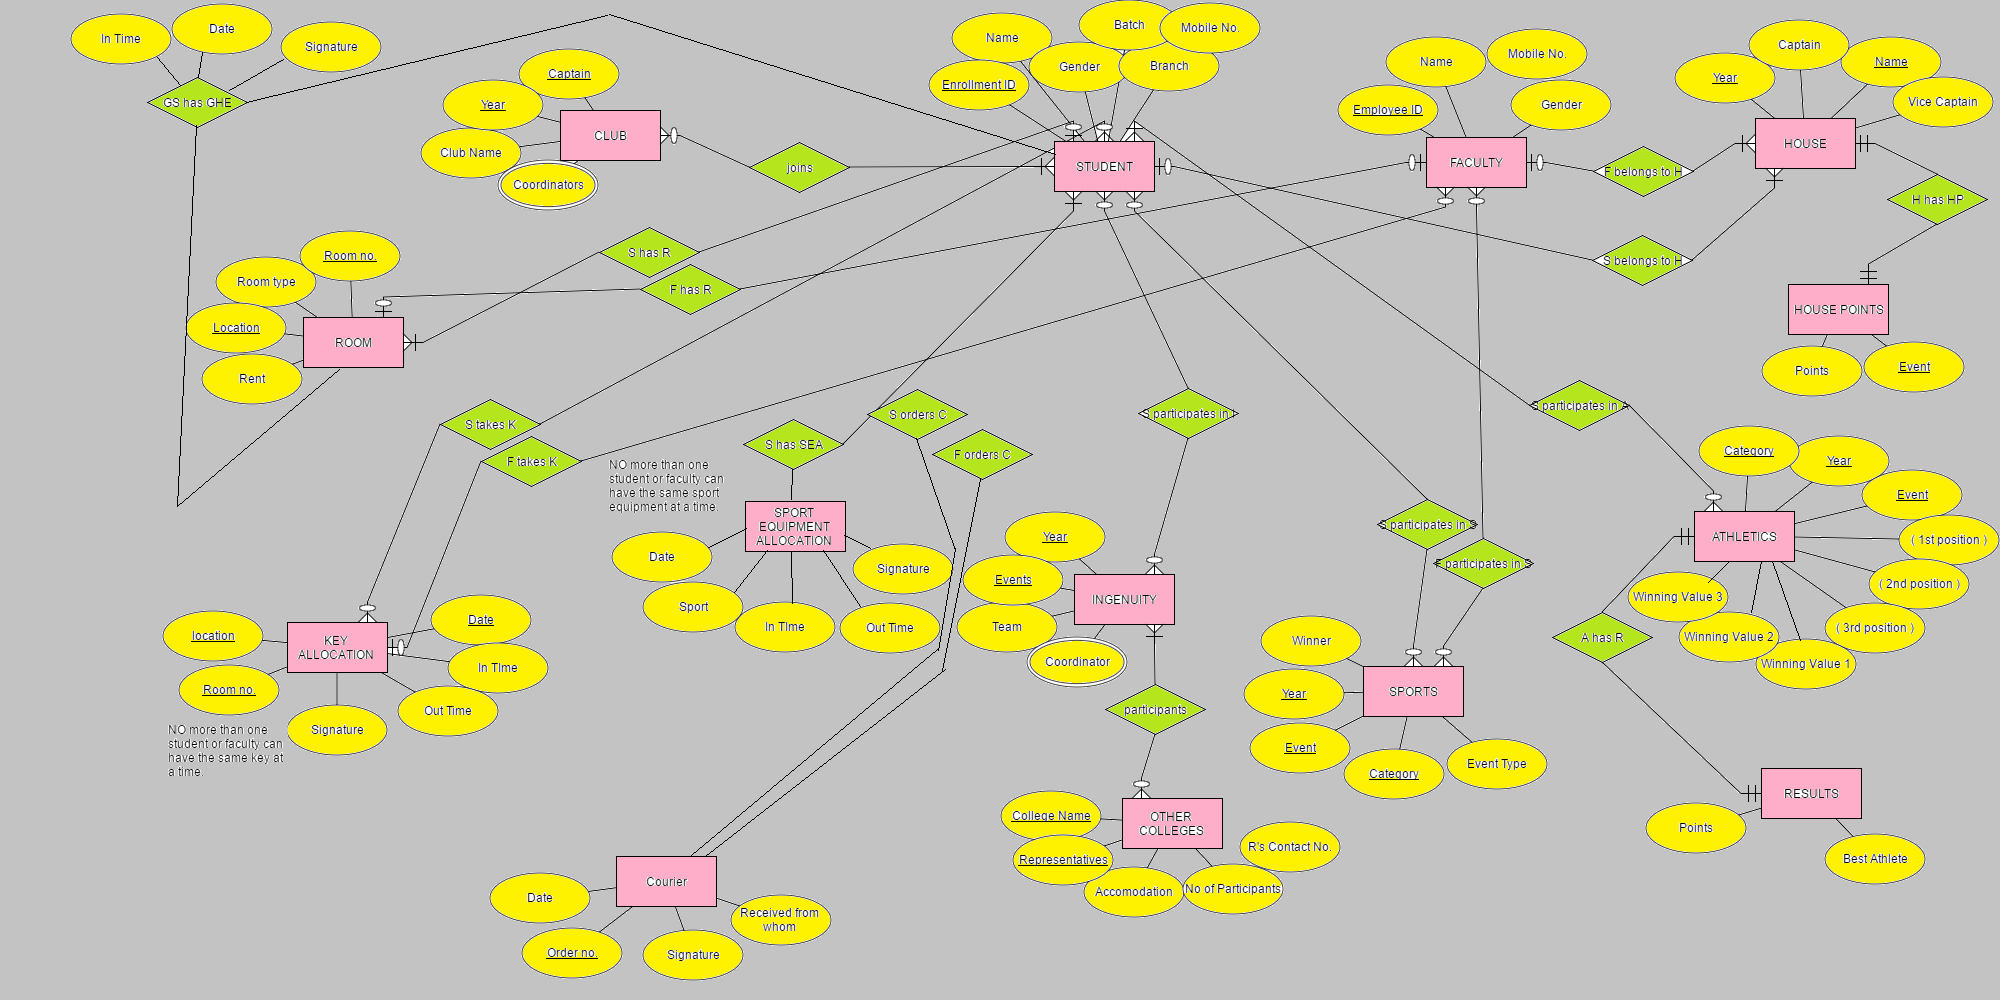 In Time
Date
Signature
GS has GHE
Captain
Year
Club Name
Coordinators
CLUB
joins
Name
Batch
Mobile No.
Gender
Branch
Enrollment ID
STUDENT
Name
Mobile No.
Employee ID
Gender
FACULTY
Captain
Year
Name
Vice Captain
HOUSE
F belongs to H
H has HP
S belongs to H
HOUSE POINTS
Points
Event
S has R
F has R
Room no.
Room type
Location
Rent
ROOM
S takes K
F takes K
NO more than one
student or faculty can
have the same sport
equipment at a time.
S has SEA
S orders C
F orders C
S participates in I
S participates in A
SPORT
EQUIPMENT
ALLOCATION
Date
Sport
In TIme
Out Time
Signature
Year
Events
Team
Coordinator
INGENUITY
S participates in S
F participates in S
Category
Year
Event
( 1st position )
( 2nd position )
( 3rd position )
Winning Value 3
Winning Value 2
Winning Value 1
ATHLETICS
A has R
location
Room no.
KEY
ALLOCATION
Date
In TIme
Out Time
Signature
NO more than one
student or faculty can
have the same key at
a time.
participants
Winner
Year
Event
Category
Event Type
SPORTS
RESULTS
Points
Best Athlete
College Name
Representatives
Accomodation
No of Participants
R's Contact No.
OTHER
COLLEGES
Courier
Date
Order no.
Signature
Received from
whom